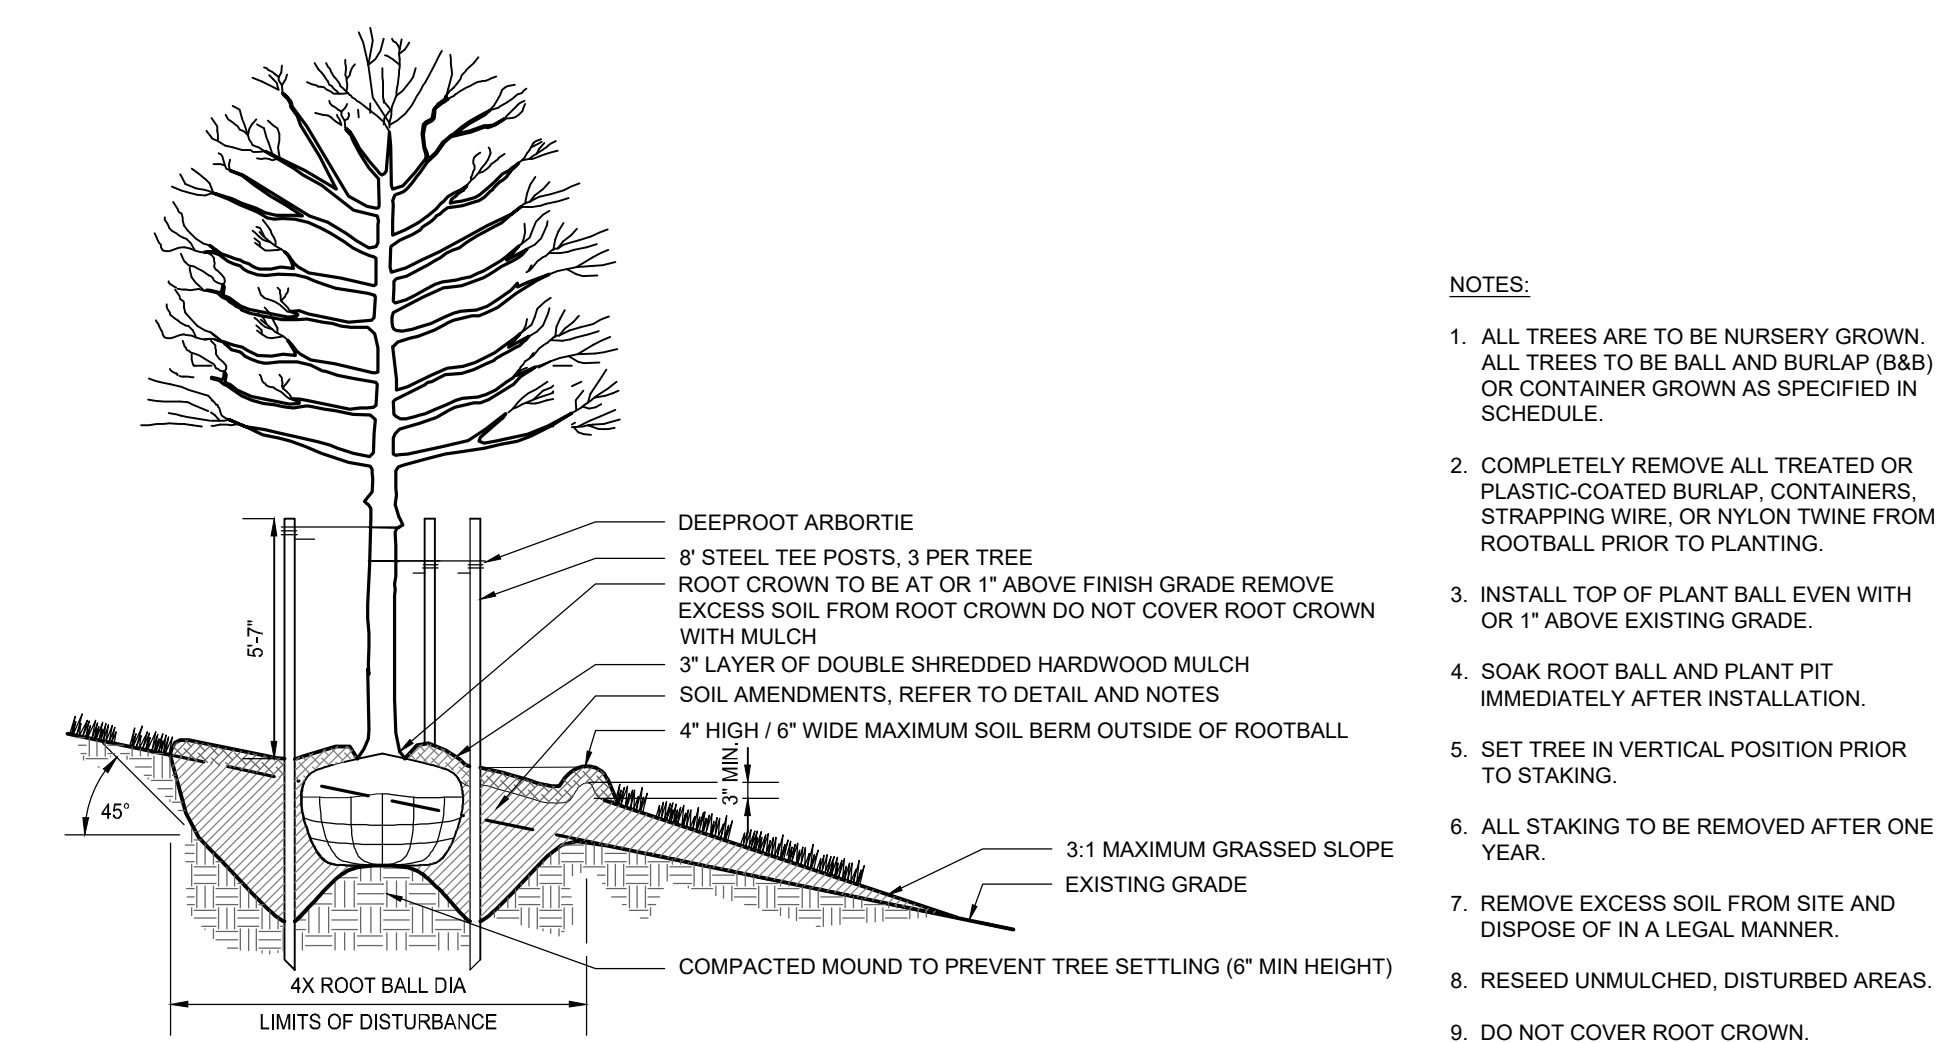 DEEPROOT ARBORTIE
8' STEEL TEE POSTS, 3 PER TREE
ROOT CROWN TO BE AT OR 1" ABOVE FINISH GRADE REMOVE
EXCESS SOIL FROM ROOT CROWN DO NOT COVER ROOT CROWN
WITH MULCH
3" LAYER OF DOUBLE SHREDDED HARDWOOD MULCH
SOIL AMENDMENTS, REFER TO DETAIL AND NOTES
4" HIGH / 6" WIDE MAXIMUM SOIL BERM OUTSIDE OF ROOTBALL
5'-7"
3" MIN.
45°
3:1 MAXIMUM GRASSED SLOPE
EXISTING GRADE
COMPACTED MOUND TO PREVENT TREE SETTLING (6" MIN HEIGHT)
4X ROOT BALL DIA
LIMITS OF DISTURBANCE
NOTES:
1. ALL TREES ARE TO BE NURSERY GROWN.
ALL TREES TO BE BALL AND BURLAP (B&B)
OR CONTAINER GROWN AS SPECIFIED IN
SCHEDULE.
2. COMPLETELY REMOVE ALL TREATED OR
PLASTIC-COATED BURLAP, CONTAINERS,
STRAPPING WIRE, OR NYLON TWINE FROM
ROOTBALL PRIOR TO PLANTING.
3. INSTALL TOP OF PLANT BALL EVEN WITH
OR 1" ABOVE EXISTING GRADE.
4. SOAK ROOT BALL AND PLANT PIT
IMMEDIATELY AFTER INSTALLATION.
5. SET TREE IN VERTICAL POSITION PRIOR
TO STAKING.
6. ALL STAKING TO BE REMOVED AFTER ONE
YEAR.
7. REMOVE EXCESS SOIL FROM SITE AND
DISPOSE OF IN A LEGAL MANNER.
8. RESEED UNMULCHED, DISTURBED AREAS.
9. DO NOT COVER ROOT CROWN.